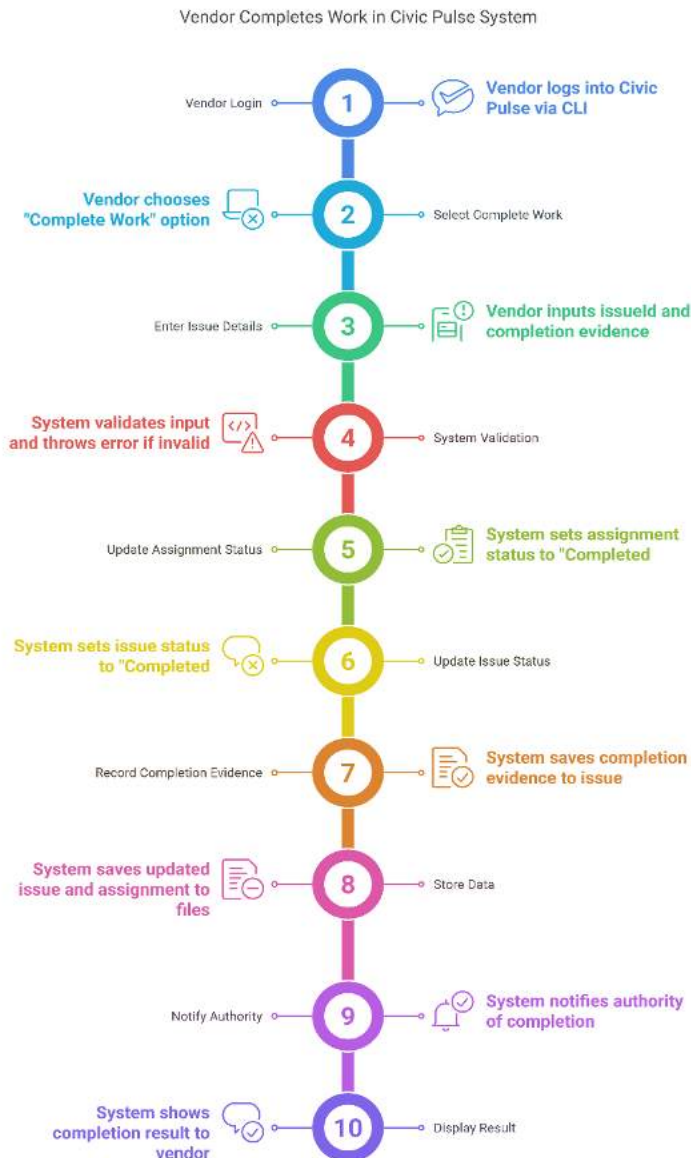 Vendor Completes Work in Civic Pulse System
Vendor Login
1
Vendor logs into Civic
Pulse via CLI
Vendor chooses
"Complete Work" option
2
Select Complete Work
Enter Issue Details
3
Vendor inputs issueId and
completion evidence
System validates input
and throws error if invalid
</>
4
System Validation
Update Assignment Status
5
System sets assignment
status to "Completed
System sets issue status
to "Completed
6
Update Issue Status
Record Completion Evidence
7
System saves completion
evidence to issue
System saves updated
issue and assignment to
files
8
Store Data
Notify Authority
9
System notifies authority
of completion
System shows
completion result to
vendor
10
Display Result